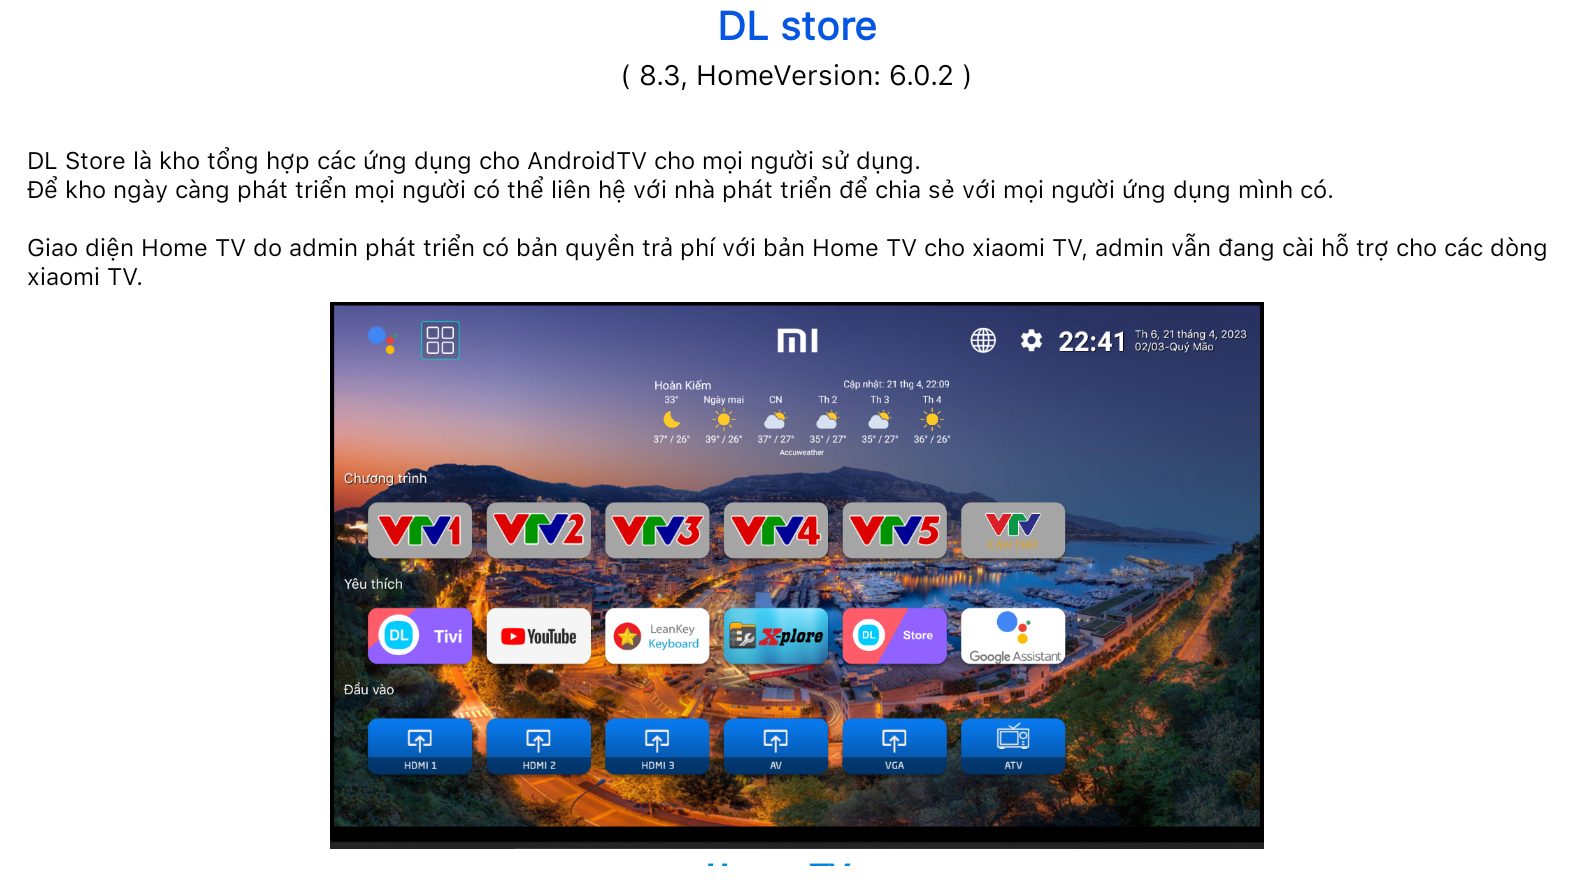 DL store
( 8.3, HomeVersion: 6.0.2 )
DL Store là kho tổng hợp các ứng dụng cho AndroidTV cho mọi người sử dụng.
Để kho ngày càng phát triển mọi người có thể liên hệ với nhà phát triển để chia sẻ với mọi người ứng dụng mình có.
Giao diện Home TV do admin phát triển có bản quyền trả phí với bản Home TV cho xiaomi TV, admin vẫn đang cài hỗ trợ cho các dòng
xiaomi TV.
22:41
Th 6, 21 tháng 4, 2023
02/03-Quý Mão
Hoàn Kiếm
Cập nhật: 21 thg 4, 22:09
33° Ngày mai CN Th 2 Th 3 Th 4
37° / 26° 39° / 26° 37° / 27° 35° / 27° 35° / 27° 36° / 26°
Accuweather
Chương trình
VTV1 VTV2 VTV3 VTV4 VTV5 VTV
Yêu thích
DL Tivi
YouTube
LeanKey
Keyboard
X-plore
DL Store
Google Assistant
Đầu vào
HDMI 1 HDMI 2 HDMI 3 AV VGA ATV